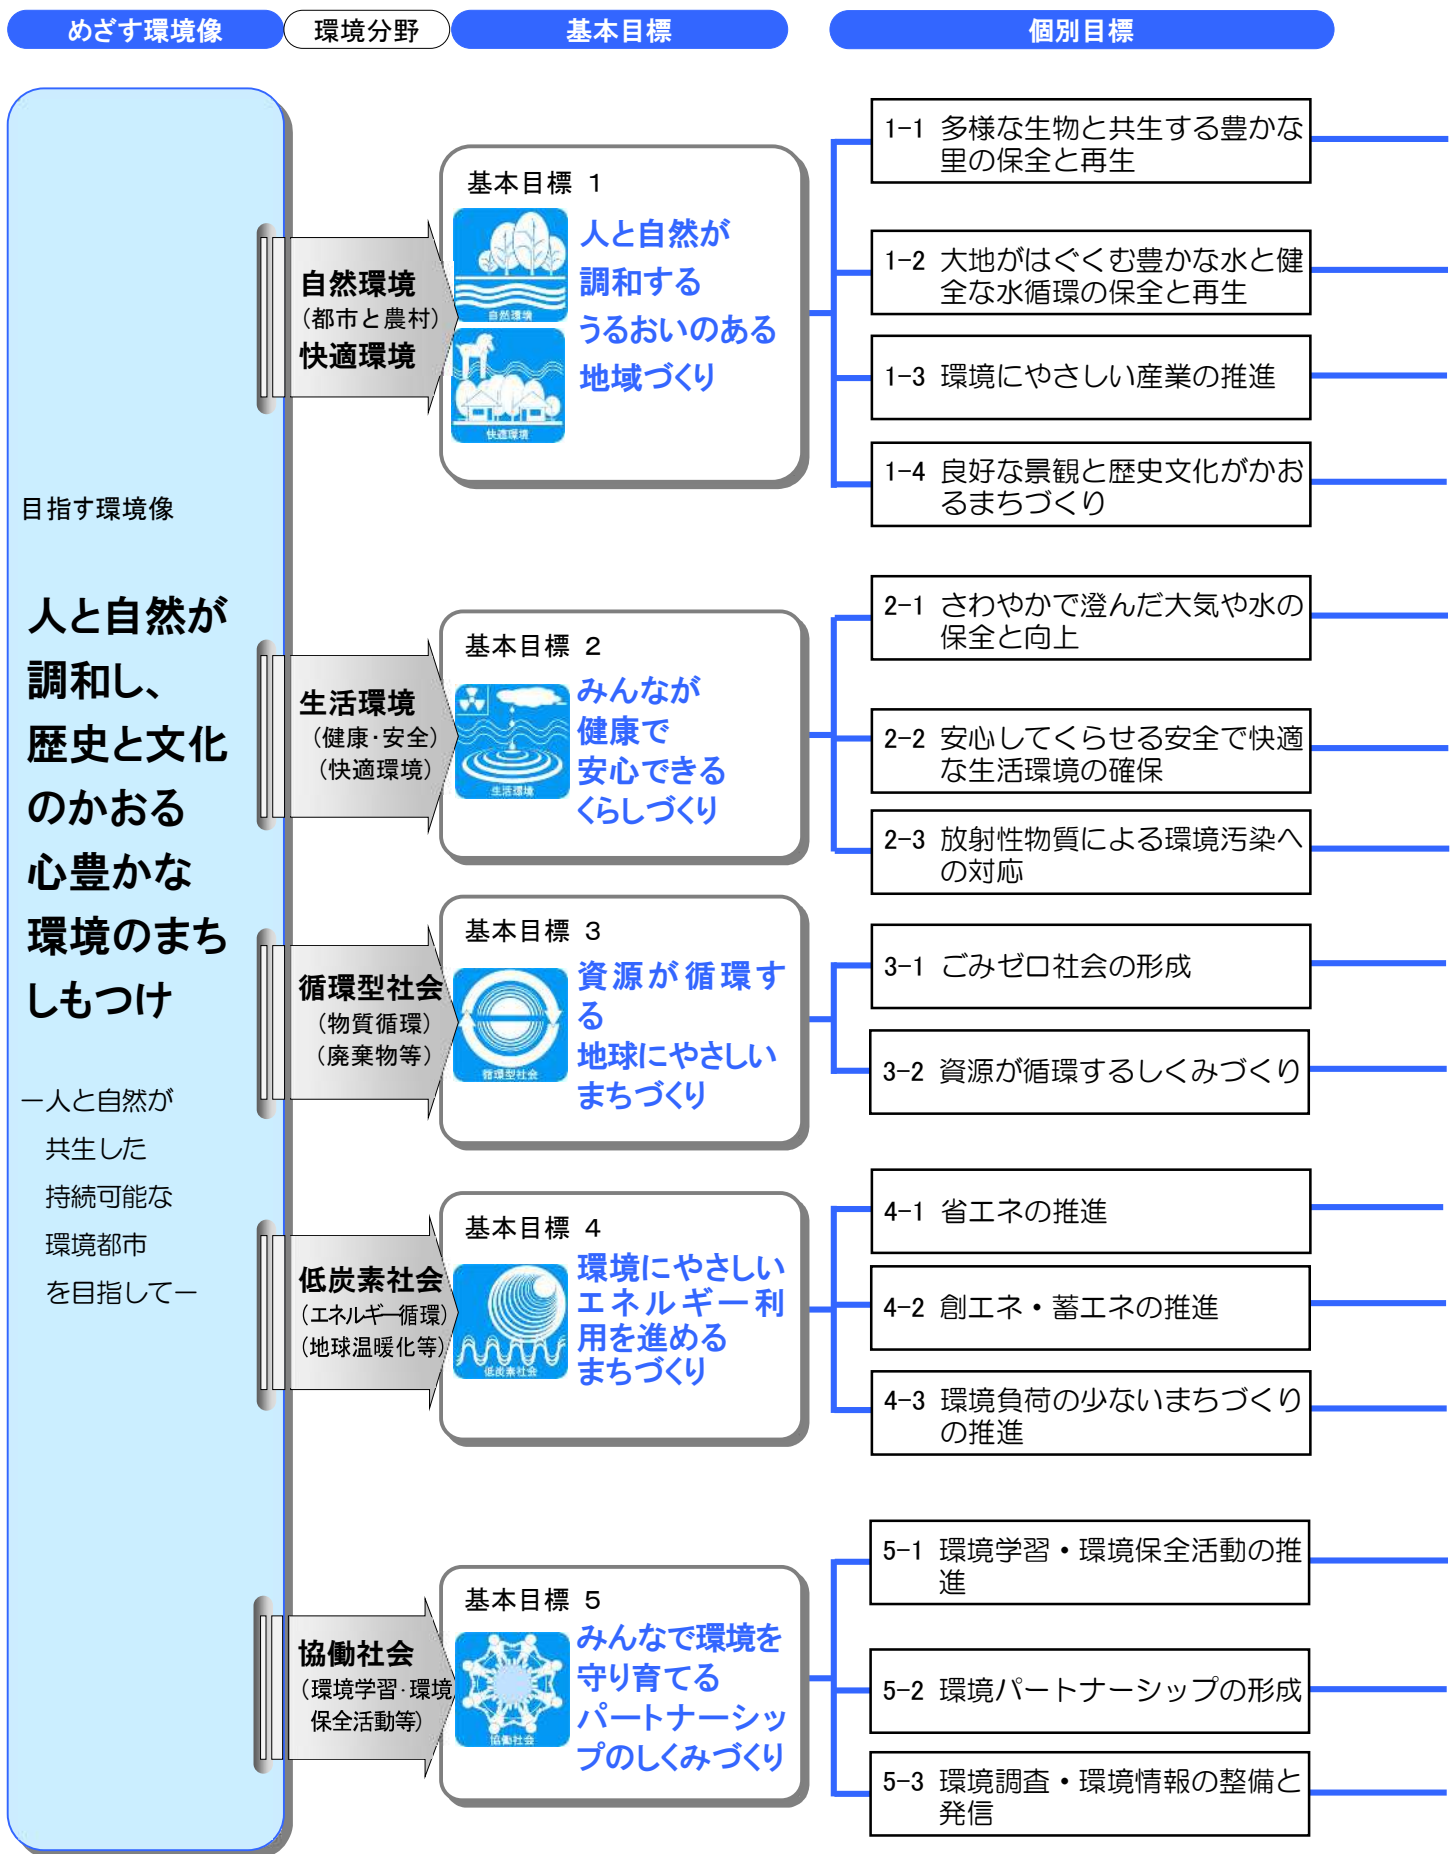 めざす環境像
環境分野
基本目標
個別目標
目指す環境像
人と自然が
調和し、
歴史と文化
のかおる
心豊かな
環境のまち
しもつけ
－人と自然が
共生した
持続可能な
環境都市
を目指して－
自然環境
（都市と農村）
快適環境
基本目標 1
人と自然が
調和する
うるおいのある
地域づくり
自然環境
快適環境
1-1 多様な生物と共生する豊かな
里の保全と再生
1-2 大地がはぐくむ豊かな水と健
全な水循環の保全と再生
1-3 環境にやさしい産業の推進
1-4 良好な景観と歴史文化がかお
るまちづくり
生活環境
（健康・安全）
（快適環境）
基本目標 2
みんなが
健康で
安心できる
くらしづくり
生活環境
2-1 さわやかで澄んだ大気や水の
保全と向上
2-2 安心してくらせる安全で快適
な生活環境の確保
2-3 放射性物質による環境汚染へ
の対応
循環型社会
（物質循環）
（廃棄物等）
基本目標 3
資源が循環す
る
地球にやさしい
まちづくり
循環型社会
3-1 ごみゼロ社会の形成
3-2 資源が循環するしくみづくり
低炭素社会
（エネルギー循環）
（地球温暖化等）
基本目標 4
環境にやさしい
エネルギー利
用を進める
まちづくり
低炭素社会
4-1 省エネの推進
4-2 創エネ・蓄エネの推進
4-3 環境負荷の少ないまちづくり
の推進
協働社会
（環境学習・環境
保全活動等）
基本目標 5
みんなで環境を
守り育てる
パートナーシッ
プのしくみづくり
協働社会
5-1 環境学習・環境保全活動の推
進
5-2 環境パートナーシップの形成
5-3 環境調査・環境情報の整備と
発信